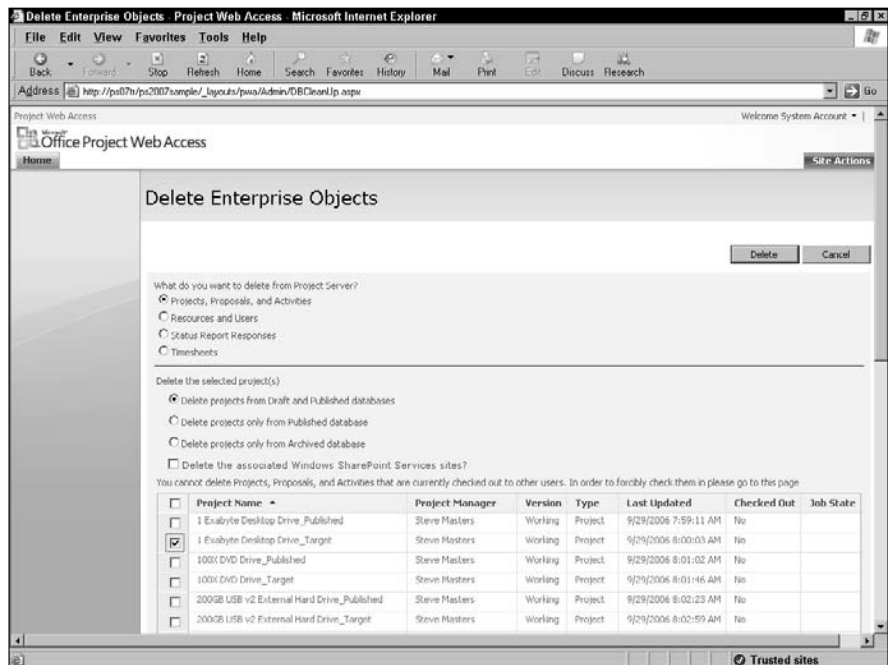 Delete Enterprise Objects - Project Web Access - Microsoft Internet Explorer
File Edit View Favorites Tools Help
Back Forward Stop Refresh Home Search Favorites History Mail Print Edit Discuss Research
Address http://ps07tr/ps2007sample/_layouts/pwa/Admin/DBCleanUp.aspx Go
Project Web Access Welcome System Account
Microsoft
Office Project Web Access
Home Site Actions
Delete Enterprise Objects
Delete Cancel
What do you want to delete from Project Server?
Projects, Proposals, and Activities
Resources and Users
Status Report Responses
Timesheets
Delete the selected project(s)
Delete projects from Draft and Published databases
Delete projects only from Published database
Delete projects only from Archived database
Delete the associated Windows SharePoint Services sites?
You cannot delete Projects, Proposals, and Activities that are currently checked out to other users. In order to forcibly check them in please go to this page
Project Name Project Manager Version Type Last Updated Checked Out Job State
1 Exabyte Desktop Drive_Published Steve Masters Working Project 9/29/2006 7:59:11 AM No
1 Exabyte Desktop Drive_Target Steve Masters Working Project 9/29/2006 8:00:03 AM No
100X DVD Drive_Published Steve Masters Working Project 9/29/2006 8:01:02 AM No
100X DVD Drive_Target Steve Masters Working Project 9/29/2006 8:01:46 AM No
200GB USB v2 External Hard Drive_Published Steve Masters Working Project 9/29/2006 8:02:23 AM No
200GB USB v2 External Hard Drive_Target Steve Masters Working Project 9/29/2006 8:02:59 AM No
Trusted sites